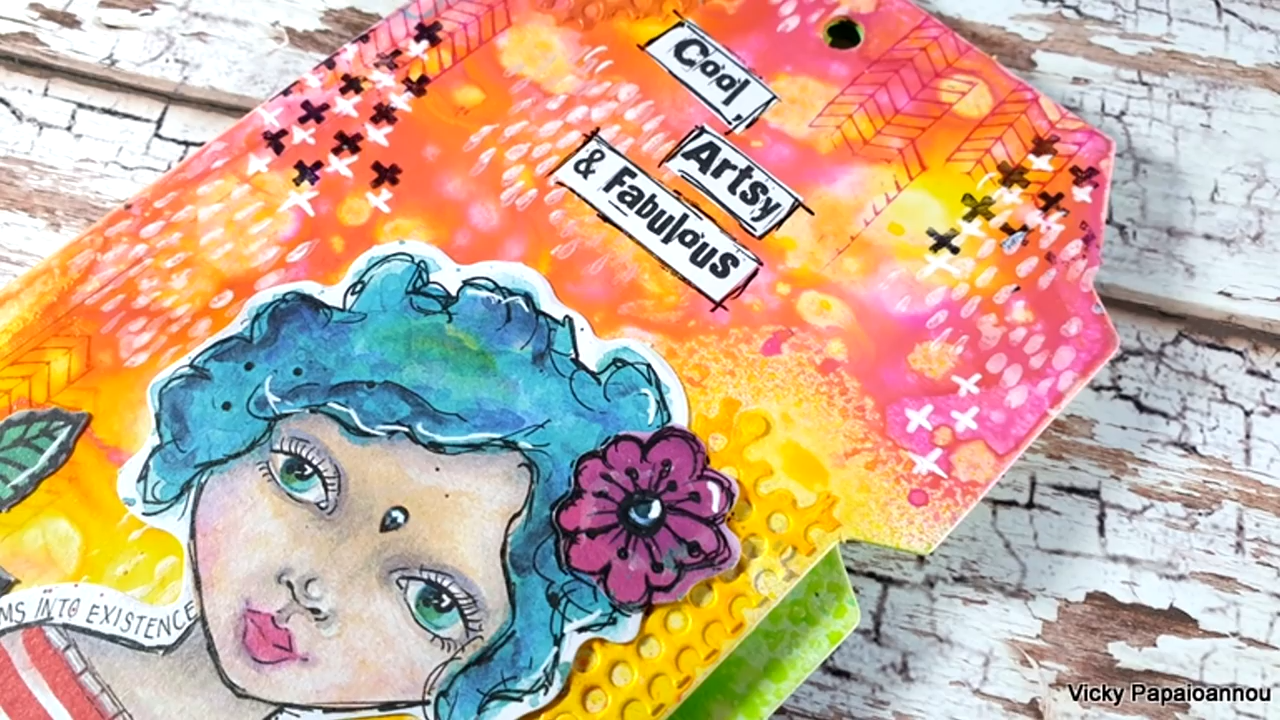 Cool,
Artsy
& Fabulous
MS INTO EXISTENCE
Vicky Papaioannou